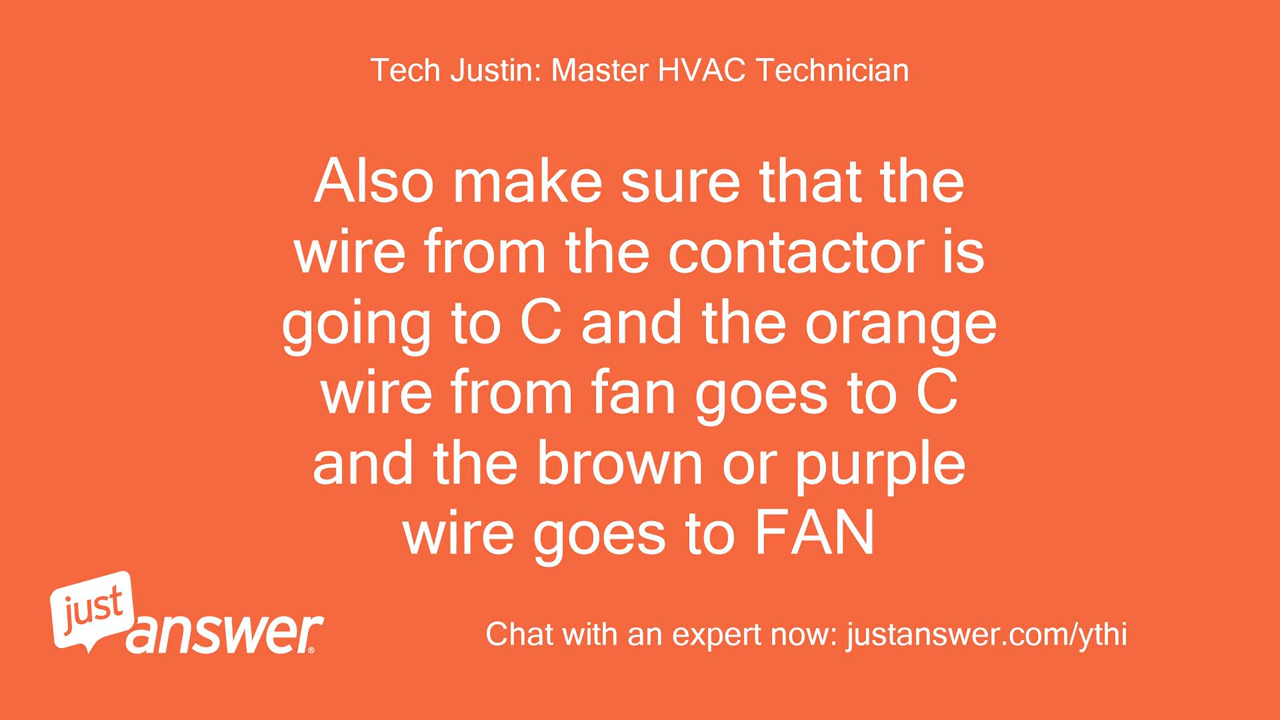 Tech Justin: Master HVAC Technician
Also make sure that the
wire from the contactor is
going to C and the orange
wire from fan goes to C
and the brown or purple
wire goes to FAN
just
answer®
Chat with an expert now: justanswer.com/ythi